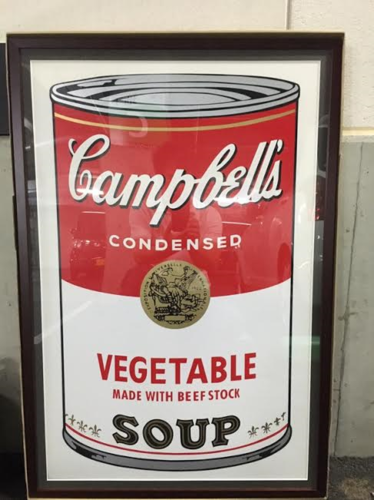 Campbell's
CONDENSED
VEGETABLE
MADE WITH BEEF STOCK
SOUP